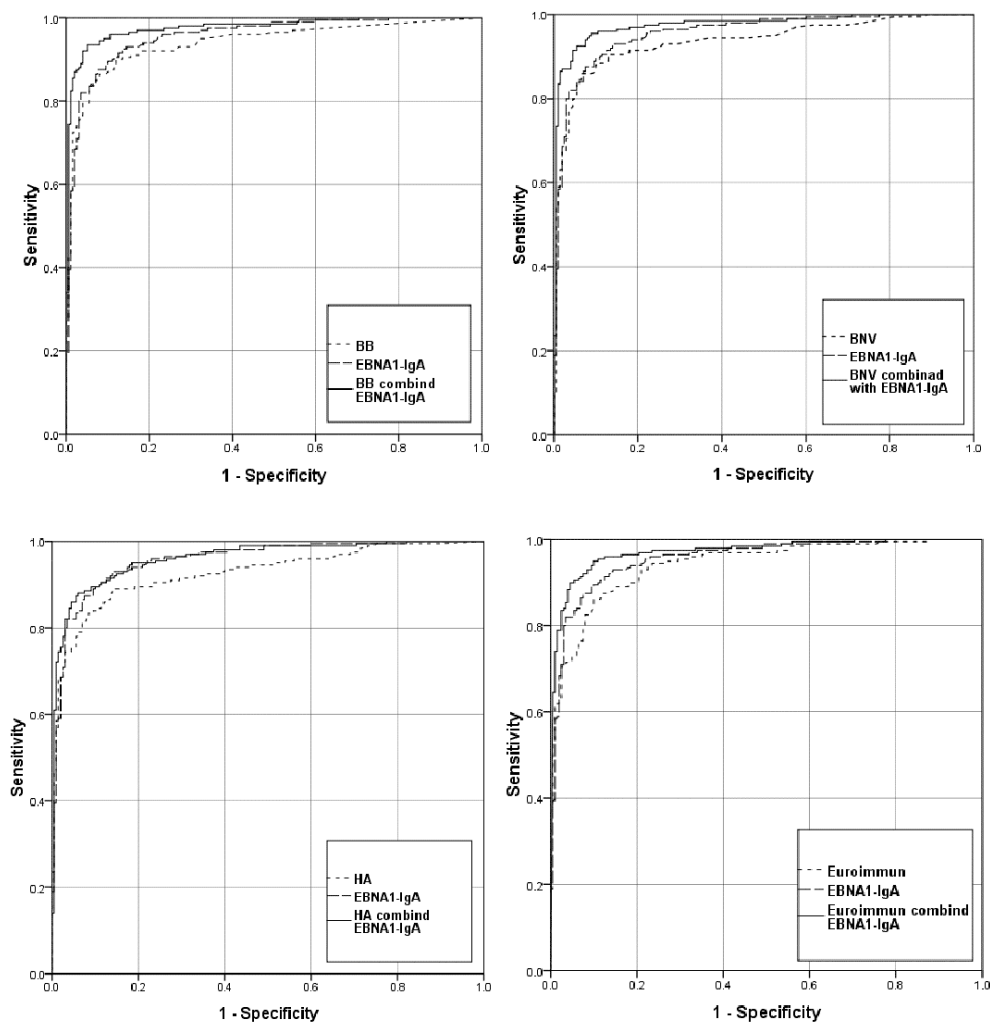 1.0
0.8
0.6
0.4
0.2
0.0
Sensitivity
0.0 0.2 0.4 0.6 0.8 1.0
1 - Specificity
BB
EBNA1-IgA
BB combind
EBNA1-IgA
1.0
0.8
0.6
0.4
0.2
0.0
Sensitivity
0.0 0.2 0.4 0.6 0.8 1.0
1 - Specificity
BNV
EBNA1-IgA
BNV combinad
with EBNA1-IgA
1.0
0.8
0.6
0.4
0.2
0.0
Sensitivity
0.0 0.2 0.4 0.6 0.8 1.0
1 - Specificity
HA
EBNA1-IgA
HA combind
EBNA1-IgA
1.0
0.8
0.6
0.4
0.2
0.0
Sensitivity
0.0 0.2 0.4 0.6 0.8 1.0
1 - Specificity
Euroimmun
EBNA1-IgA
Euroimmun combind
EBNA1-IgA